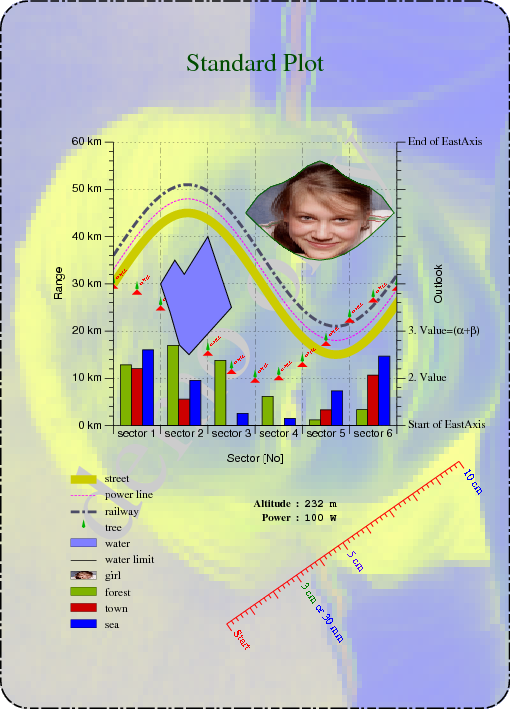 Standard Plot
60 km
End of EastAxis
50 km
40 km
Range
30 km
Outlook
20 km
3. Value=(α+β)
10 km
2. Value
0 km
Start of EastAxis
sector 1
sector 2
sector 3
sector 4
sector 5
sector 6
Sector [No]
street
power line
railway
tree
water
water limit
girl
forest
town
sea
Altitude : 232 m
Power : 100 W
10 cm
5 cm
3 cm or 30 mm
Start